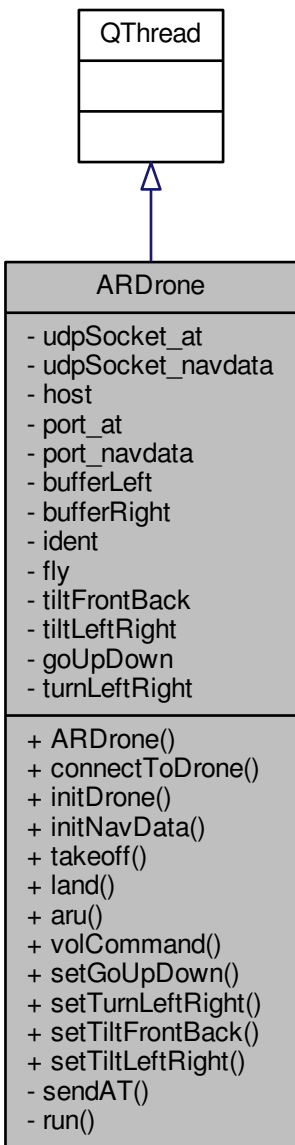 QThread
ARDrone
- udpSocket_at
- udpSocket_navdata
- host
- port_at
- port_navdata
- bufferLeft
- bufferRight
- ident
- fly
- tiltFrontBack
- tiltLeftRight
- goUpDown
- turnLeftRight
+ ARDrone()
+ connectToDrone()
+ initDrone()
+ initNavData()
+ takeoff()
+ land()
+ aru()
+ volCommand()
+ setGoUpDown()
+ setTurnLeftRight()
+ setTiltFrontBack()
+ setTiltLeftRight()
- sendAT()
- run()